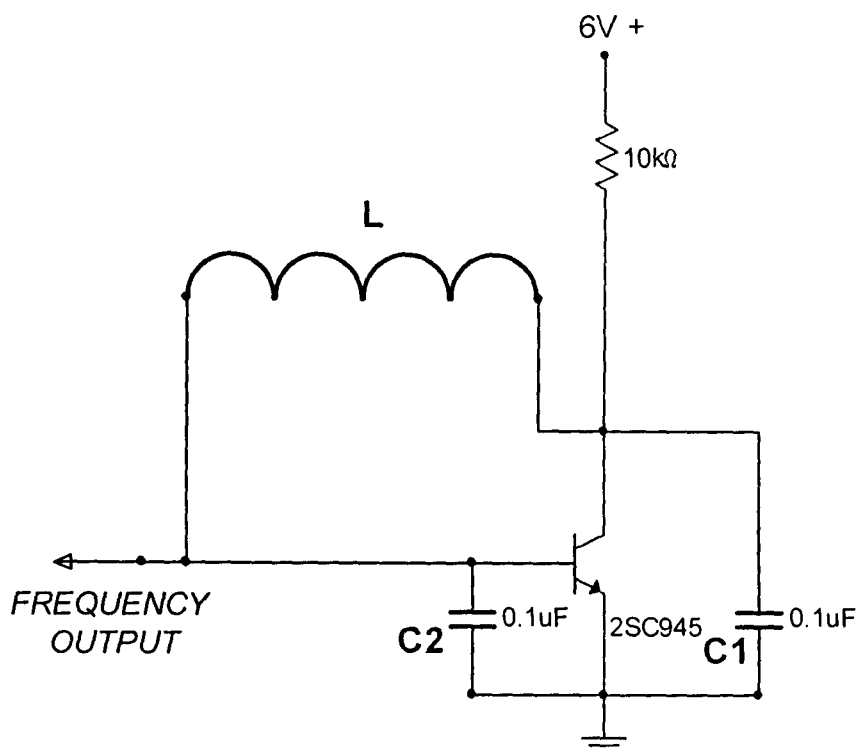 6V +
10kΩ
L
FREQUENCY
OUTPUT
C2
0.1uF
2SC945
C1
0.1uF